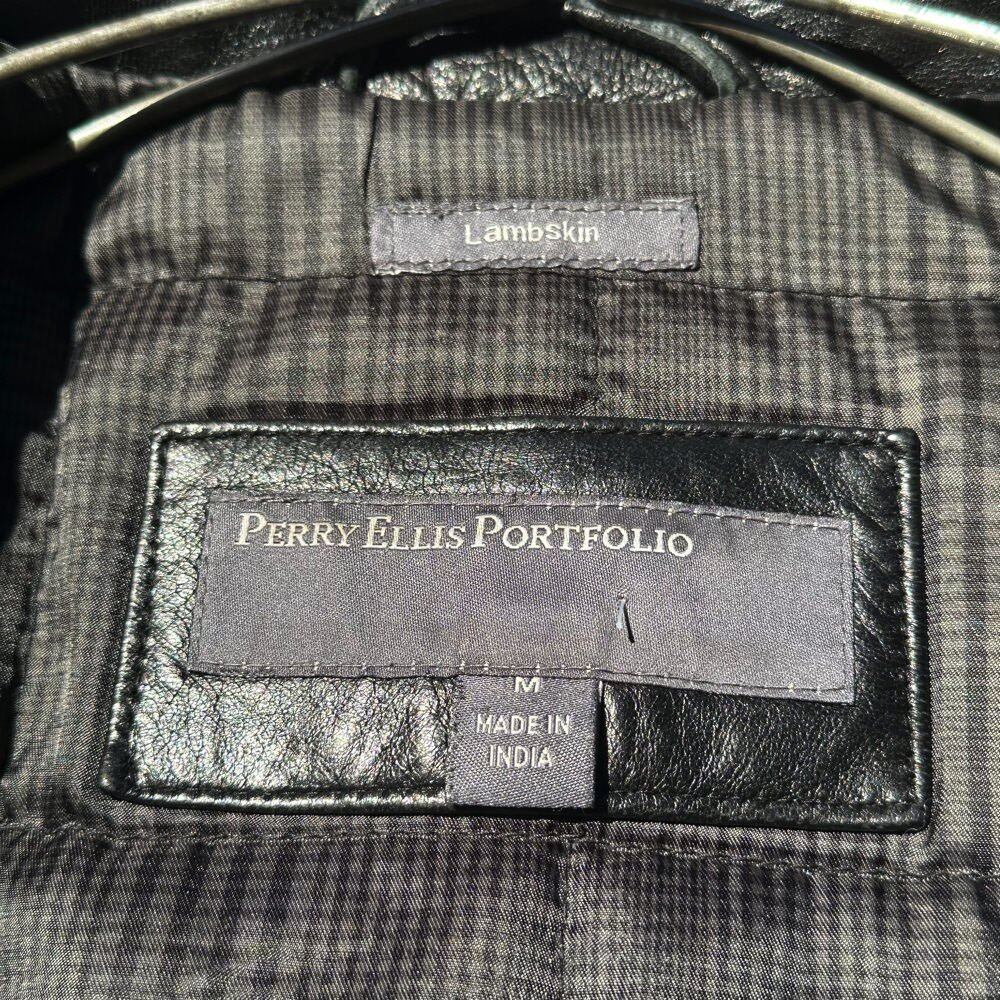 Lambskin
PERRY ELLIS PORTFOLIO
M
MADE IN
INDIA